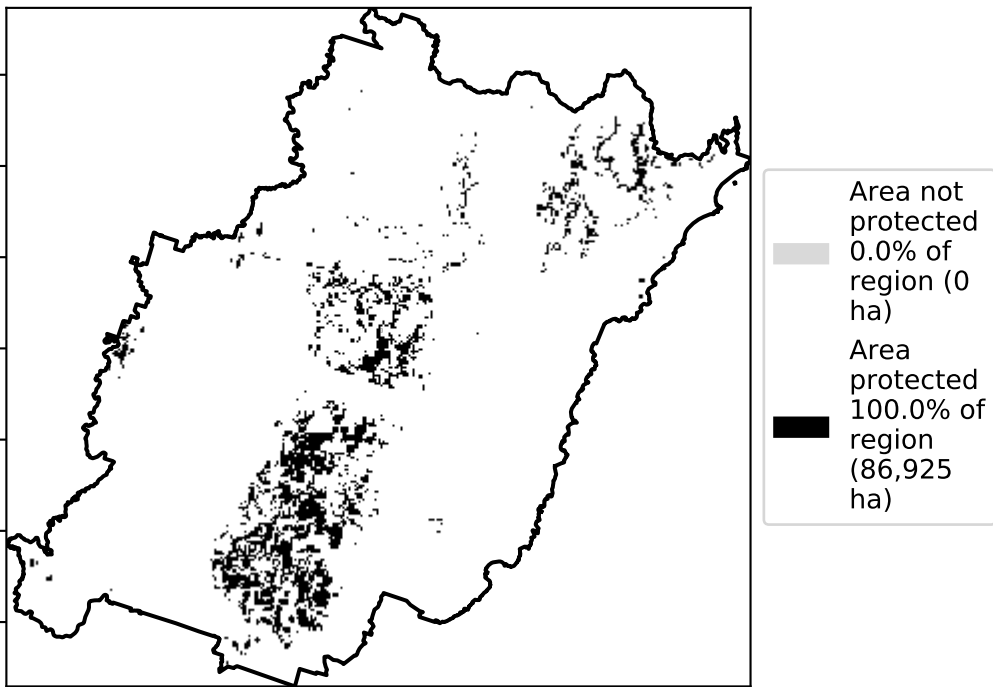 Area not
protected
0.0% of
region (0
ha)
Area
protected
100.0% of
region
(86,925
ha)